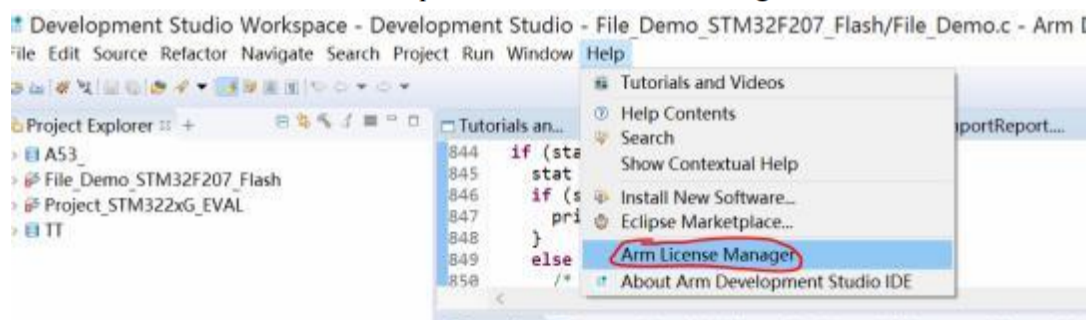 Development Studio Workspace - Development Studio - File_Demo_STM32F207_Flash/File_Demo.c - Arm D
File Edit Source Refactor Navigate Search Project Run Window Help
Tutorials and Videos
Help Contents
Search
Show Contextual Help
Install New Software...
Eclipse Marketplace...
Arm License Manager
About Arm Development Studio IDE
Project Explorer
A53_
File_Demo_STM32F207_Flash
Project_STM322xG_EVAL
TT
Tutorials an...
mportReport....
844 if (sta
845 stat
846 if (s
847 pri
848 }
849 else
850 /*